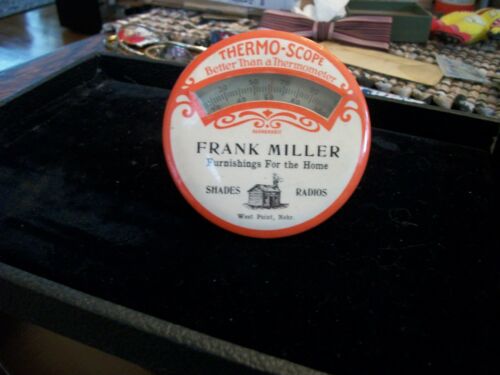 THERMO-SCOPE
Better Than a Thermometer
FRANK MILLER
Furnishings For the Home
SHADES RADIOS
West Point, Nebr.